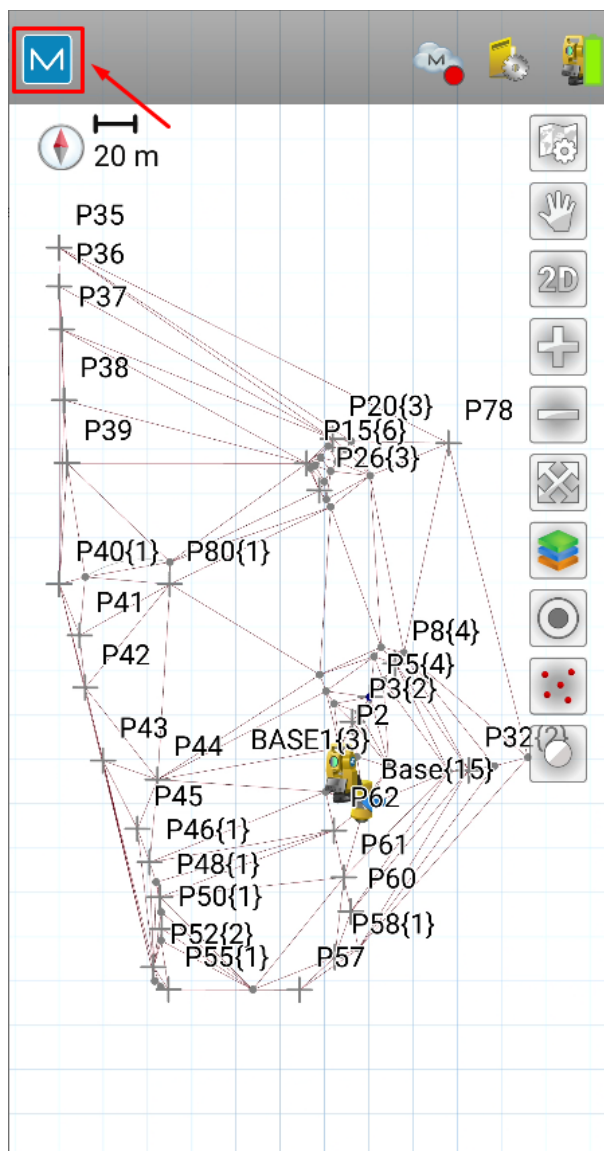 M
M
20 m
P35
P36
2D
P37
P38
P20{3}
P78
P15{6}
P39
P26{3}
P40{1}
P80{1}
P41
P8{4}
P42
P5{4}
P3{2}
P2
P43
P44
BASE1{3}
P32{2}
Base{15}
P45
P62
P46{1}
P61
P48{1}
P60
P50{1}
P58{1}
P52{2}
P55{1}
P57